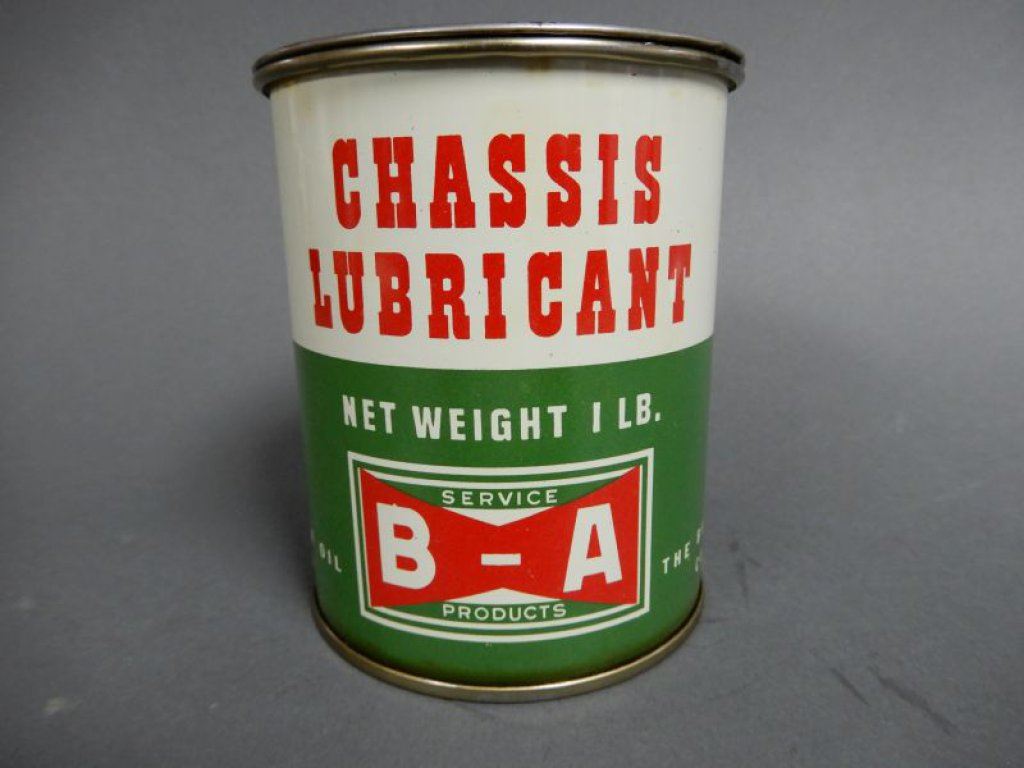 CHASSIS
LUBRICANT
NET WEIGHT 1 LB.
SERVICE
B-A
PRODUCTS
OIL
THE